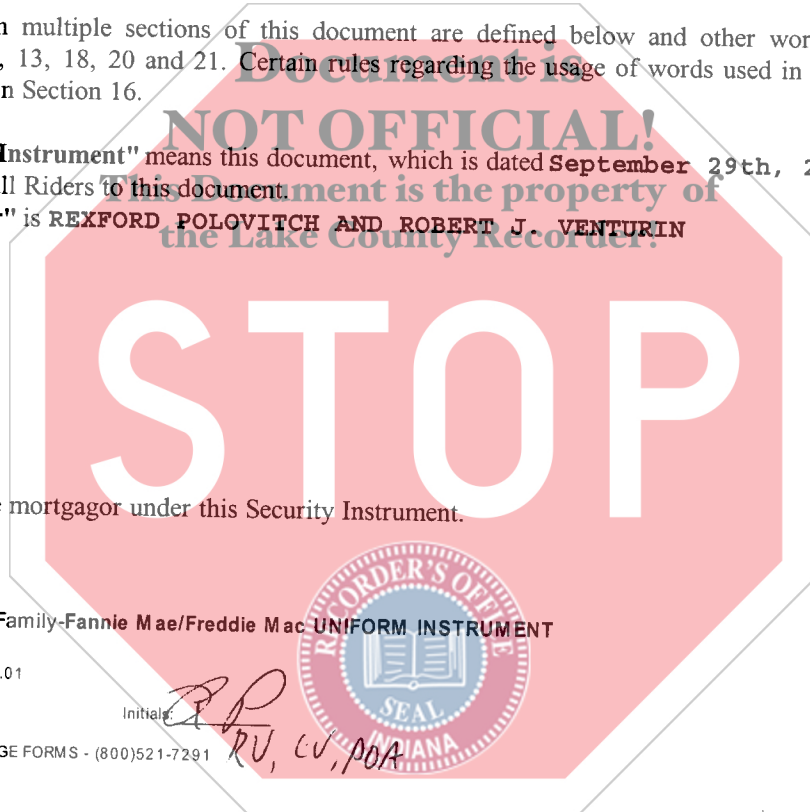 n multiple sections of this document are defined below and other wor
, 13, 18, 20 and 21. Certain rules regarding the usage of words used in
n Section 16.
Document is
NOT OFFICIAL!
This Document is the property of
the Lake County Recorder!
Instrument" means this document, which is dated September 29th, 2
ll Riders to this document.
" is REXFORD POLOVITCH AND ROBERT J. VENTURIN
STOP
mortgagor under this Security Instrument.
RECORDER'S OFFICE
SEAL
INDIANA
Family-Fannie Mae/Freddie Mac UNIFORM INSTRUMENT
.01
Initials: RP
GE FORMS - (800)521-7291 RV, CV, POA